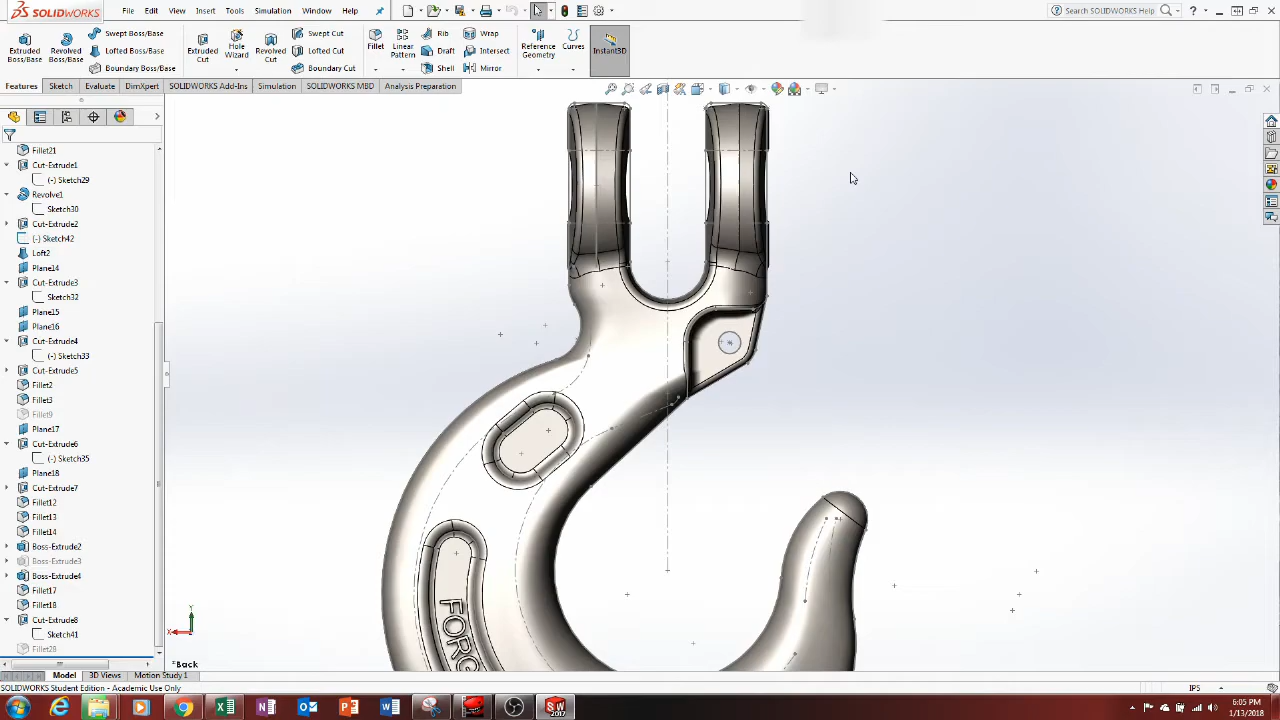 SOLIDWORKS
File Edit View Insert Tools Simulation Window Help
Search SOLIDWORKS Help
Extruded Boss/Base
Revolved Boss/Base
Swept Boss/Base
Lofted Boss/Base
Boundary Boss/Base
Extruded Cut
Hole Wizard
Revolved Cut
Swept Cut
Lofted Cut
Boundary Cut
Fillet
Linear Pattern
Rib
Draft
Shell
Wrap
Intersect
Mirror
Reference Geometry
Curves
Instant3D
Features Sketch Evaluate DimXpert SOLIDWORKS Add-Ins Simulation SOLIDWORKS MBD Analysis Preparation
Fillet21
Cut-Extrude1
(-) Sketch29
Revolve1
Sketch30
Cut-Extrude2
(-) Sketch42
Loft2
Plane14
Cut-Extrude3
Sketch32
Plane15
Plane16
Cut-Extrude4
(-) Sketch33
Cut-Extrude5
Fillet2
Fillet3
Fillet9
Plane17
Cut-Extrude6
(-) Sketch35
Plane18
Cut-Extrude7
Fillet12
Fillet13
Fillet14
Boss-Extrude2
Boss-Extrude3
Boss-Extrude4
Fillet17
Fillet18
Cut-Extrude8
Sketch41
Fillet28
FORG
Y
X
*Back
Model 3D Views Motion Study 1
SOLIDWORKS Student Edition - Academic Use Only
IPS
SW 2017
6:05 PM
1/13/2018